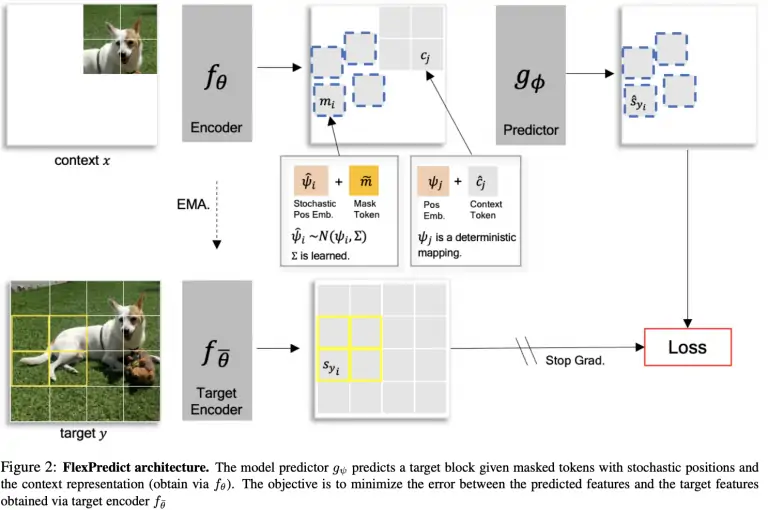 f_θ
Encoder
context x
m_i
c_j
g_ϕ
Predictor
ŝ_{y_i}
EMA.
ψ̂_i + m̃
Stochastic Pos Emb.
Mask Token
ψ̂_i ~N(ψ_i, Σ)
Σ is learned.
ψ_j + ĉ_j
Pos Emb.
Context Token
ψ_j is a deterministic
mapping.
f_θ̄
Target
Encoder
target y
s_{y_i}
Stop Grad.
Loss
Figure 2: FlexPredict architecture. The model predictor g_ψ predicts a target block given masked tokens with stochastic positions and
the context representation (obtain via f_θ). The objective is to minimize the error between the predicted features and the target features
obtained via target encoder f_θ̄